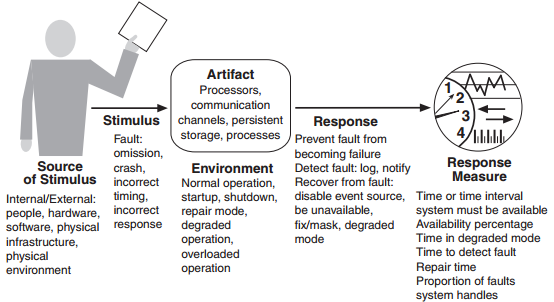 Source
of Stimulus
Internal/External:
people, hardware,
software, physical
infrastructure,
physical
environment
Stimulus
Fault:
omission,
crash,
incorrect
timing,
incorrect
response
Artifact
Processors,
communication
channels, persistent
storage, processes
Environment
Normal operation,
startup, shutdown,
repair mode,
degraded
operation,
overloaded
operation
Response
Prevent fault from
becoming failure
Detect fault: log, notify
Recover from fault:
disable event source,
be unavailable,
fix/mask, degraded
mode
1
2
3
4
Response
Measure
Time or time interval
system must be available
Availability percentage
Time in degraded mode
Time to detect fault
Repair time
Proportion of faults
system handles